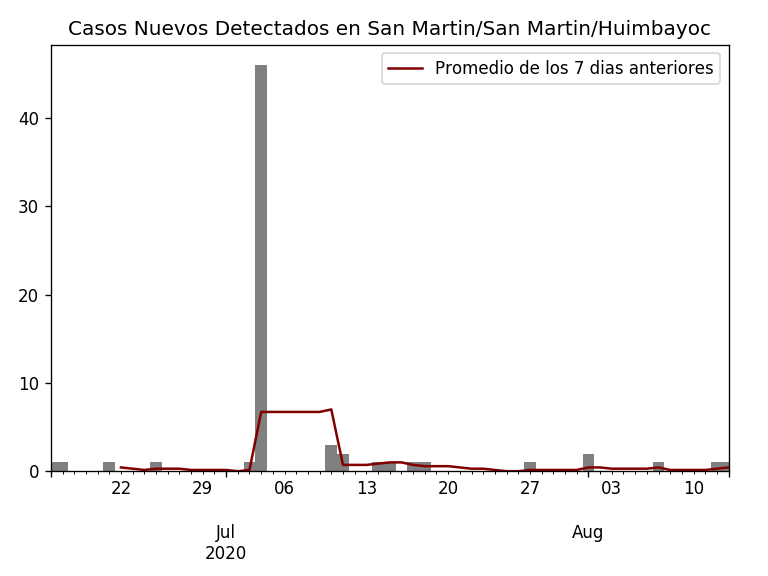 Casos Nuevos Detectados en San Martin/San Martin/Huimbayoc
Promedio de los 7 dias anteriores
40
30
20
10
0
22 29 06 13 20 27 03 10
Jul Aug
2020